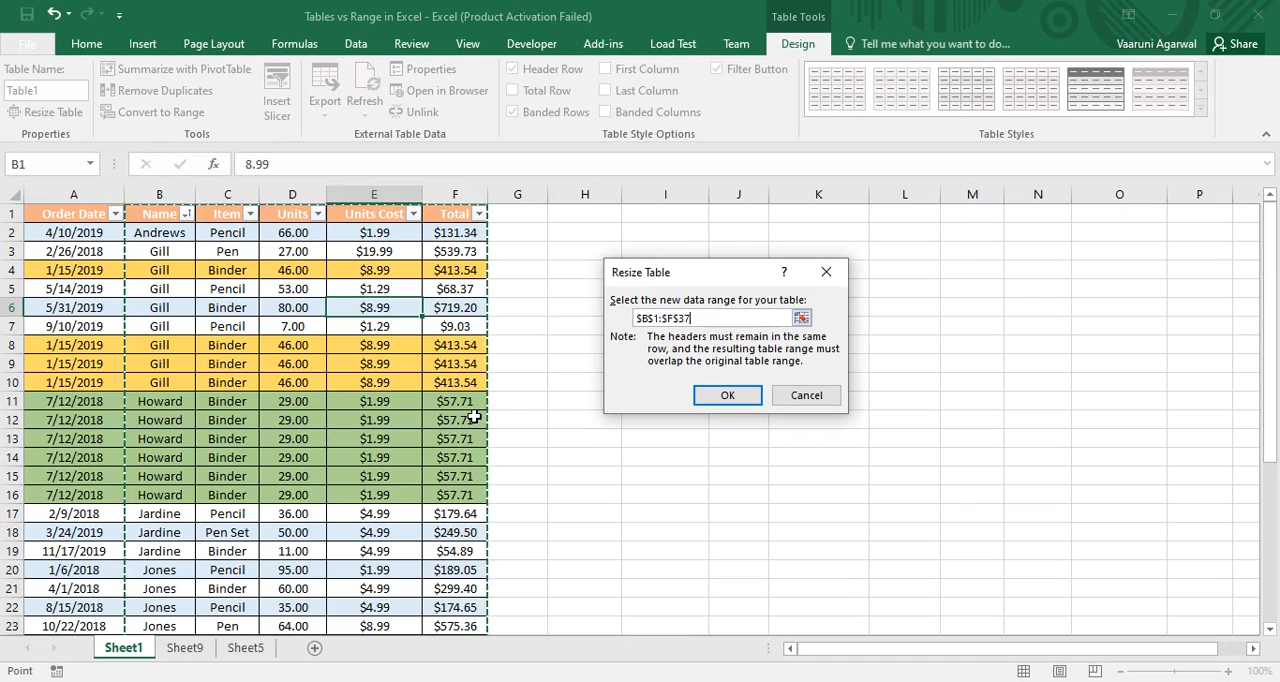 Tables vs Range in Excel - Excel (Product Activation Failed)
Table Tools
File Home Insert Page Layout Formulas Data Review View Developer Add-ins Load Test Team Design Tell me what you want to do... Vaaruni Agarwal Share
Table Name: Summarize with PivotTable Properties Header Row First Column Filter Button
Table1 Remove Duplicates Insert Slicer Export Refresh Open in Browser Total Row Last Column
Resize Table Convert to Range Unlink Banded Rows Banded Columns
Properties Tools External Table Data Table Style Options Table Styles
B1 fx 8.99
A B C D E F G H I J K L M N O P
1 Order Date Name Item Units Units Cost Total
2 4/10/2019 Andrews Pencil 66.00 $1.99 $131.34
3 2/26/2018 Gill Pen 27.00 $19.99 $539.73
4 1/15/2019 Gill Binder 46.00 $8.99 $413.54
5 5/14/2019 Gill Pencil 53.00 $1.29 $68.37
6 5/31/2019 Gill Binder 80.00 $8.99 $719.20
7 9/10/2019 Gill Pencil 7.00 $1.29 $9.03
8 1/15/2019 Gill Binder 46.00 $8.99 $413.54
9 1/15/2019 Gill Binder 46.00 $8.99 $413.54
10 1/15/2019 Gill Binder 46.00 $8.99 $413.54
11 7/12/2018 Howard Binder 29.00 $1.99 $57.71
12 7/12/2018 Howard Binder 29.00 $1.99 $57.71
13 7/12/2018 Howard Binder 29.00 $1.99 $57.71
14 7/12/2018 Howard Binder 29.00 $1.99 $57.71
15 7/12/2018 Howard Binder 29.00 $1.99 $57.71
16 7/12/2018 Howard Binder 29.00 $1.99 $57.71
17 2/9/2018 Jardine Pencil 36.00 $4.99 $179.64
18 3/24/2019 Jardine Pen Set 50.00 $4.99 $249.50
19 11/17/2019 Jardine Binder 11.00 $4.99 $54.89
20 1/6/2018 Jones Pencil 95.00 $1.99 $189.05
21 4/1/2018 Jones Binder 60.00 $4.99 $299.40
22 8/15/2018 Jones Pencil 35.00 $4.99 $174.65
23 10/22/2018 Jones Pen 64.00 $8.99 $575.36
Resize Table ?
Select the new data range for your table:
$B$1:$F$37
Note: The headers must remain in the same
row, and the resulting table range must
overlap the original table range.
OK Cancel
Sheet1 Sheet9 Sheet5
Point 100%